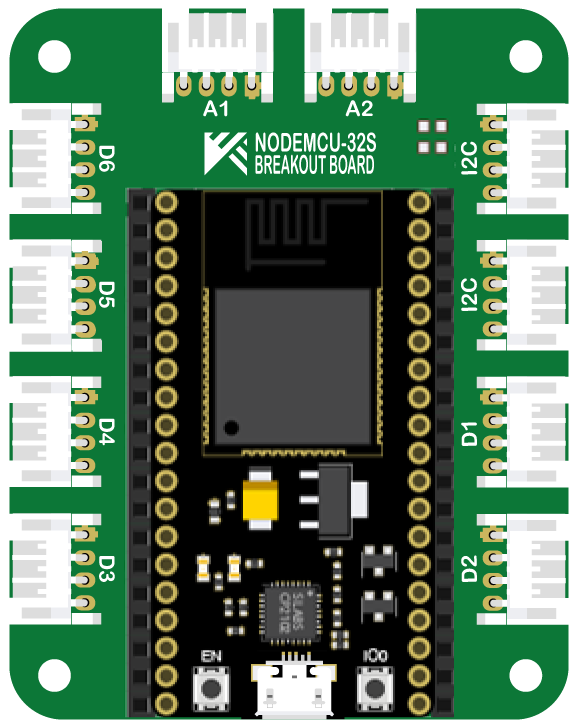 A1
A2
NODEMCU-32S
BREAKOUT BOARD
D6
I2C
D5
I2C
D4
D1
D3
D2
SILABS
CP2102
EN
IO0